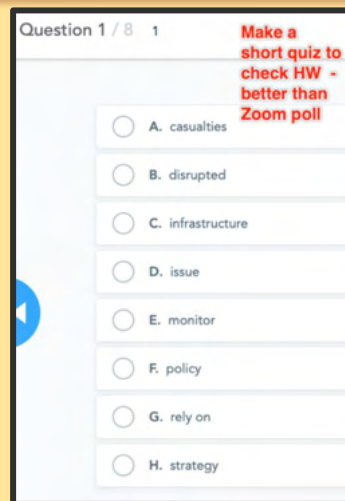 Question 1 / 8 1
Make a
short quiz to
check HW -
better than
Zoom poll
A. casualties
B. disrupted
C. infrastructure
D. issue
E. monitor
F. policy
G. rely on
H. strategy